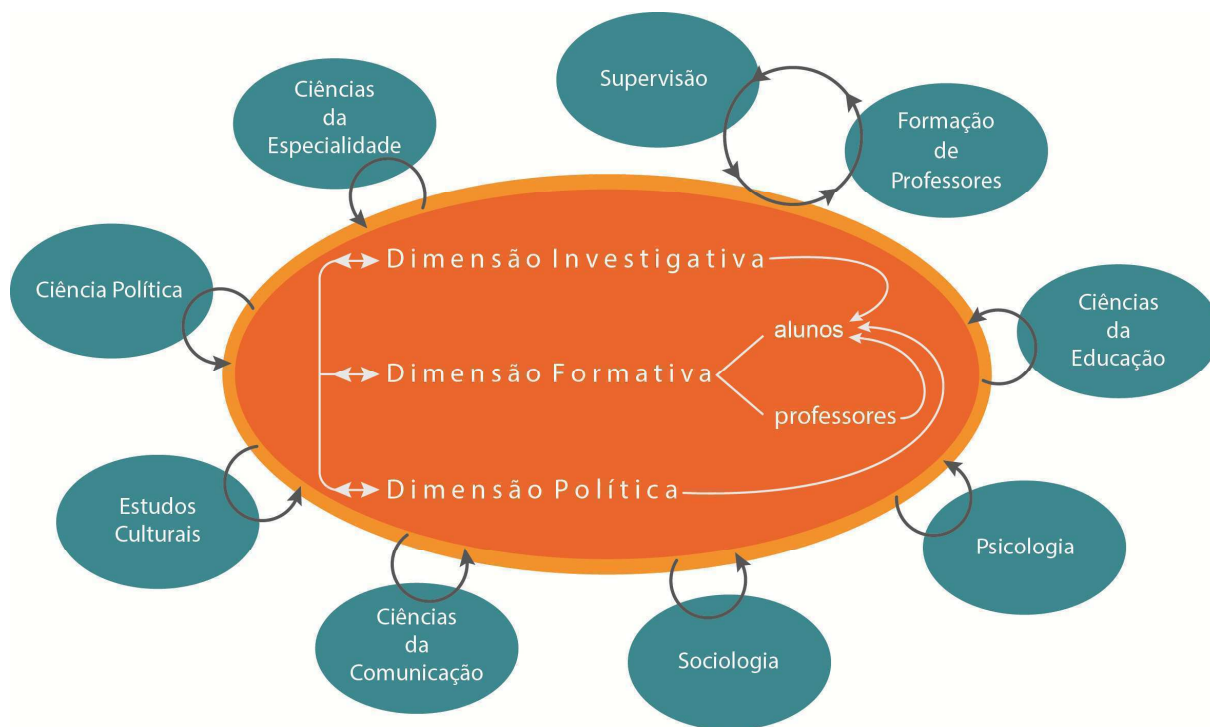 Ciências
da
Especialidade
Supervisão
Formação
de
Professores
Ciência Política
Dimensão Investigativa
alunos
Dimensão Formativa
professores
Dimensão Política
Ciências
da
Educação
Estudos
Culturais
Psicologia
Ciências
da
Comunicação
Sociologia